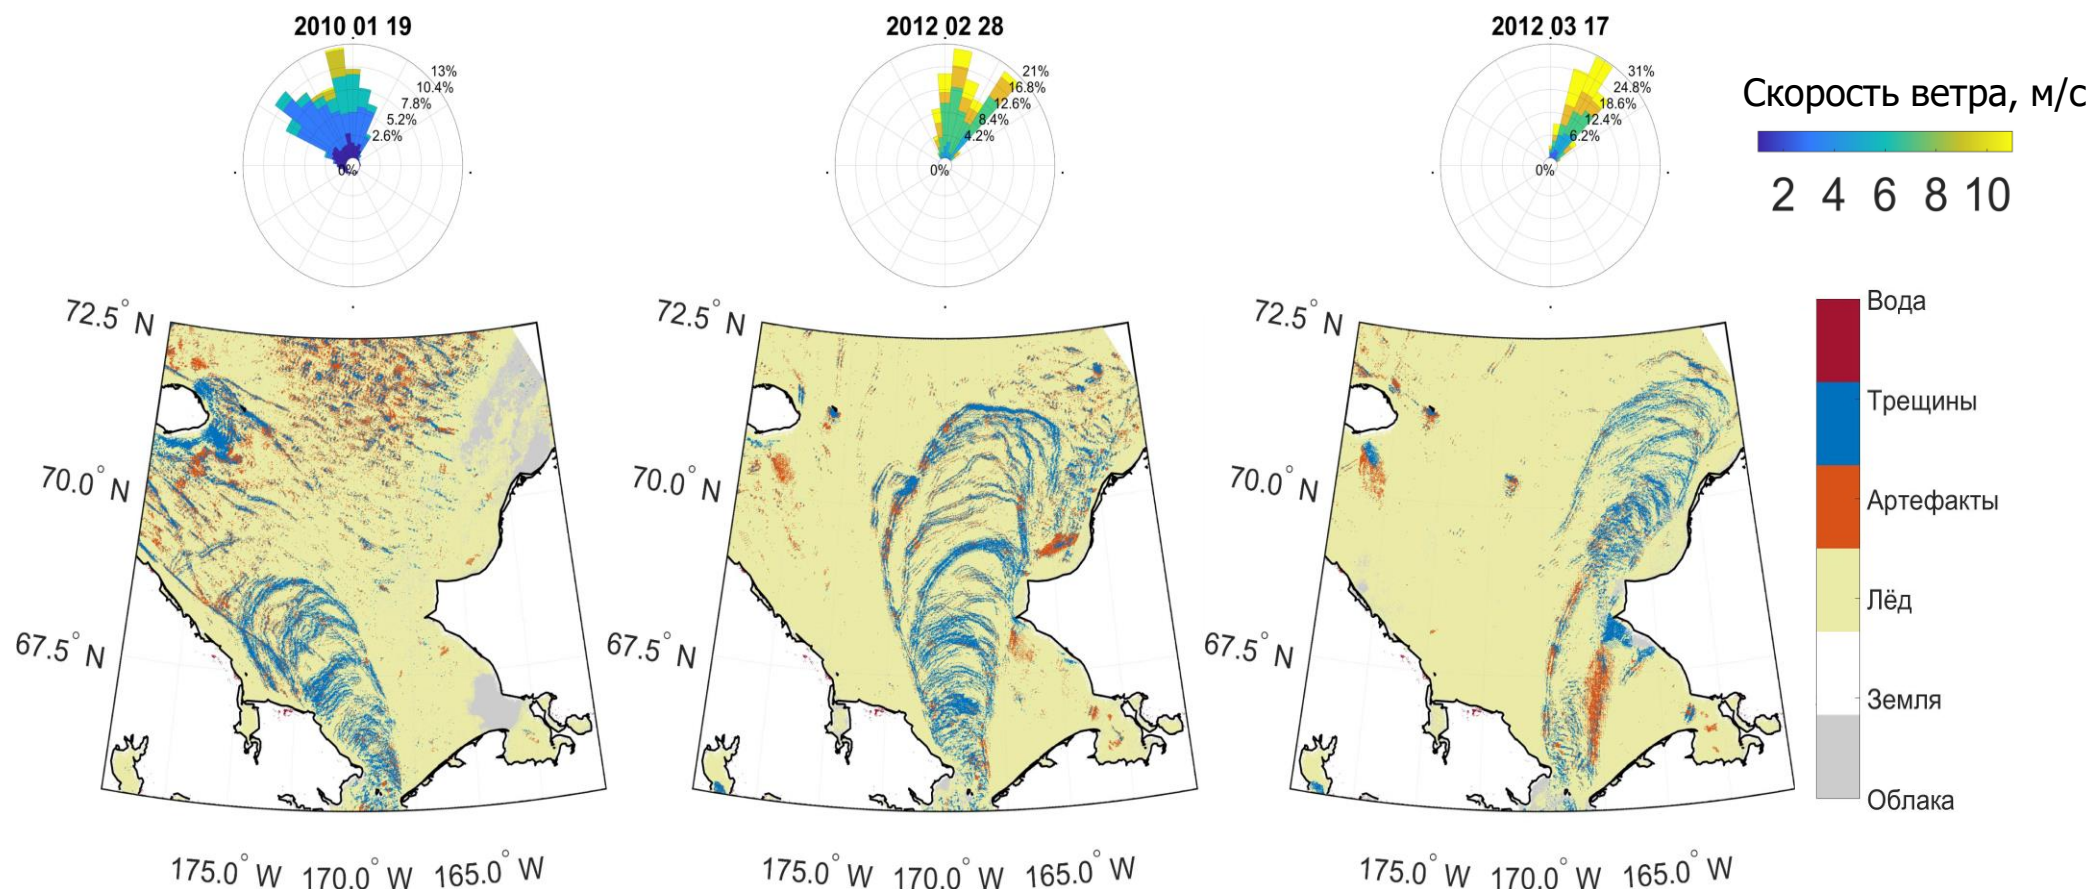 2010 01 19
13%
10.4%
7.8%
5.2%
2.6%
0%
2012 02 28
21%
16.8%
12.6%
8.4%
4.2%
0%
2012 03 17
31%
24.8%
18.6%
12.4%
6.2%
0%
Скорость ветра, м/с
2 4 6 8 10
72.5° N
70.0° N
67.5° N
175.0° W 170.0° W 165.0° W
72.5° N
70.0° N
67.5° N
175.0° W 170.0° W 165.0° W
72.5° N
70.0° N
67.5° N
175.0° W 170.0° W 165.0° W
Вода
Трещины
Артефакты
Лёд
Земля
Облака